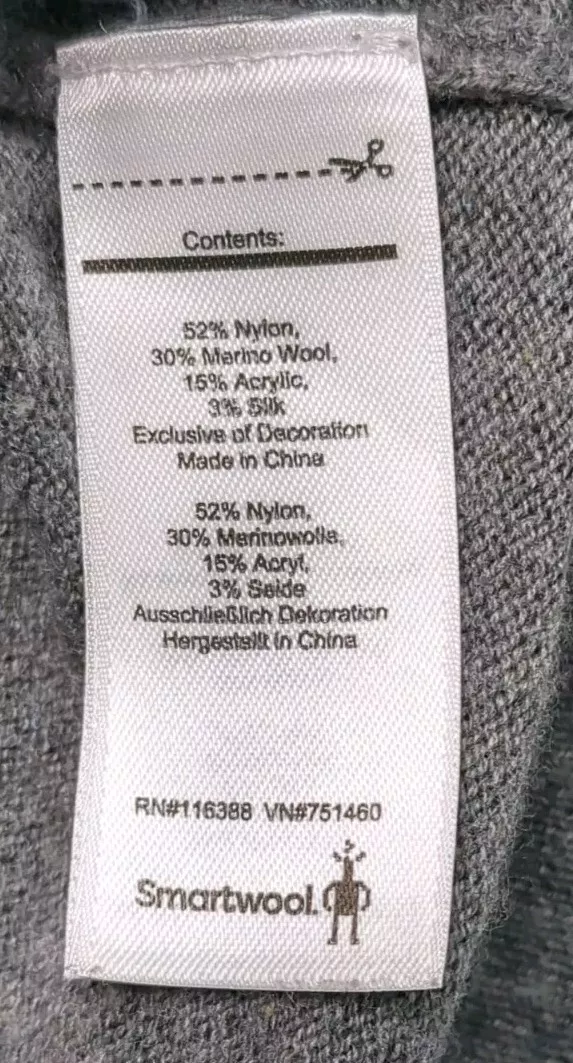 Contents:
52% Nylon,
30% Merino Wool,
15% Acrylic,
3% Silk
Exclusive of Decoration
Made in China
52% Nylon,
30% Merinowolle,
15% Acryl,
3% Seide
Ausschließlich Dekoration
Hergestellt in China
RN#116388 VN#751460
Smartwool.